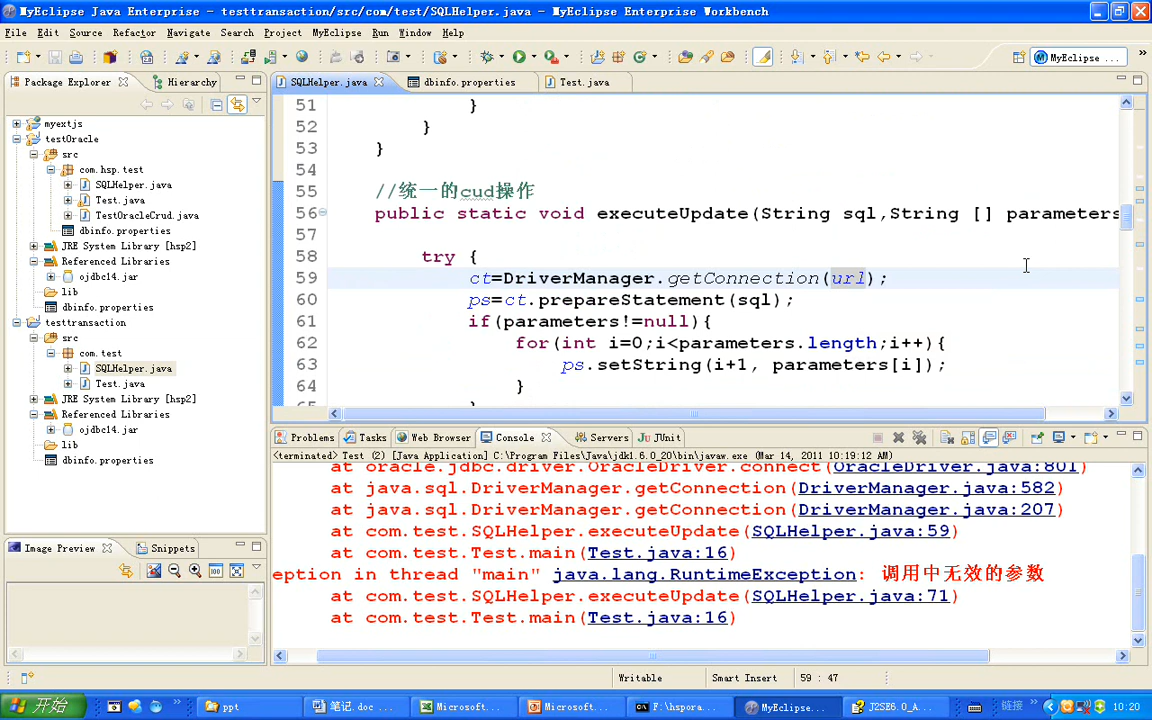 MyEclipse Java Enterprise - testtransaction/src/com/test/SQLHelper.java - MyEclipse Enterprise Workbench
File Edit Source Refactor Navigate Search Project MyEclipse Run Window Help
MyEclipse ...
Package Explorer Hierarchy
myextjs
testOracle
src
com.hsp.test
SQLHelper.java
Test.java
TestOracleCrud.java
dbinfo.properties
JRE System Library [hsp2]
Referenced Libraries
ojdbc14.jar
lib
dbinfo.properties
testtransaction
src
com.test
SQLHelper.java
Test.java
JRE System Library [hsp2]
Referenced Libraries
ojdbc14.jar
lib
dbinfo.properties
Image Preview Snippets
SQLHelper.java dbinfo.properties Test.java
51 }
52 }
53 }
54
55 //统一的cud操作
56 public static void executeUpdate(String sql,String [] parameters
57
58 try {
59 ct=DriverManager.getConnection(url);
60 ps=ct.prepareStatement(sql);
61 if(parameters!=null){
62 for(int i=0;i<parameters.length;i++){
63 ps.setString(i+1, parameters[i]);
64 }
Problems Tasks Web Browser Console Servers JUnit
<terminated> Test (2) [Java Application] C:\Program Files\Java\jdk1.6.0_20\bin\javaw.exe (Mar 14, 2011 10:19:12 AM)
at oracle.jdbc.driver.OracleDriver.connect(OracleDriver.java:801)
at java.sql.DriverManager.getConnection(DriverManager.java:582)
at java.sql.DriverManager.getConnection(DriverManager.java:207)
at com.test.SQLHelper.executeUpdate(SQLHelper.java:59)
at com.test.Test.main(Test.java:16)
eption in thread "main" java.lang.RuntimeException: 调用中无效的参数
at com.test.SQLHelper.executeUpdate(SQLHelper.java:71)
at com.test.Test.main(Test.java:16)
Writable Smart Insert 59 : 47
开始 ppt 笔记.doc ... Microsoft... Microsoft... F:\hspora... MyEclipse... J2SE6.0_A... 链接 10:20